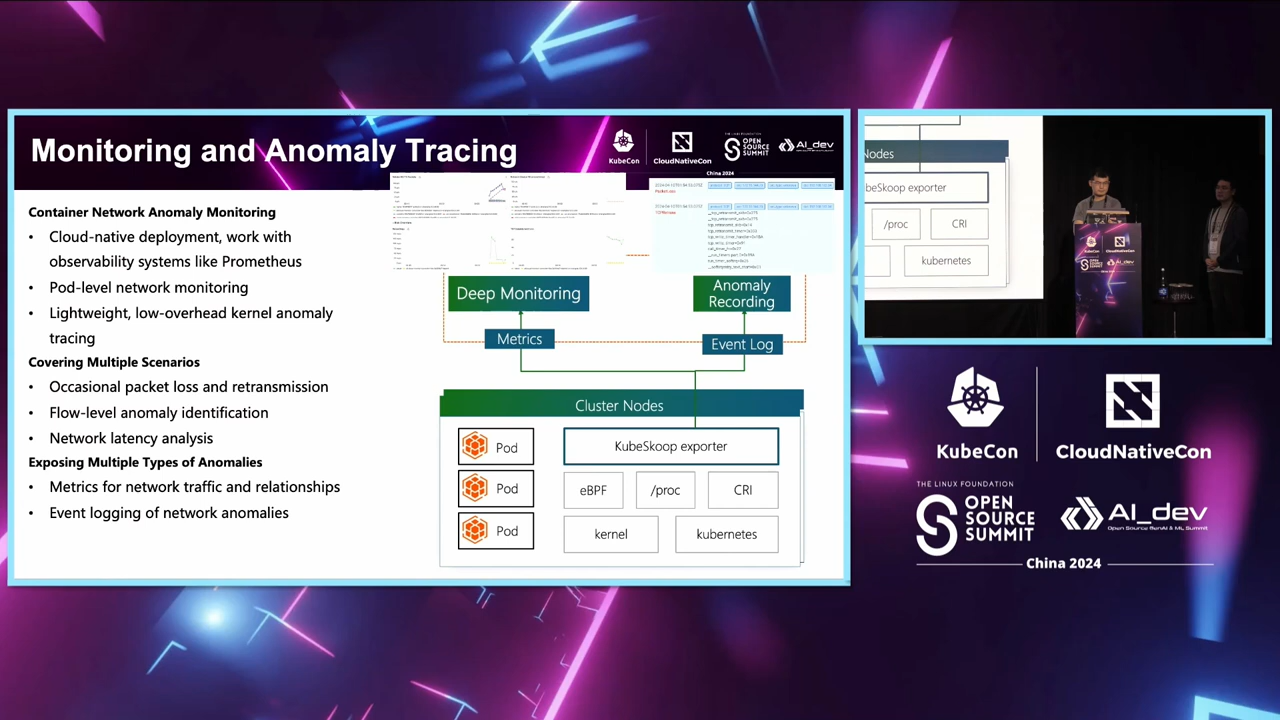 Monitoring and Anomaly Tracing
KubeCon
CloudNativeCon
THE LINUX FOUNDATION
OPEN
SOURCE
SUMMIT
AI_dev
China 2024
Container Network Anomaly Monitoring
• Cloud-native deployment, work with
observability systems like Prometheus
• Pod-level network monitoring
• Lightweight, low-overhead kernel anomaly
tracing
Covering Multiple Scenarios
• Occasional packet loss and retransmission
• Flow-level anomaly identification
• Network latency analysis
Exposing Multiple Types of Anomalies
• Metrics for network traffic and relationships
• Event logging of network anomalies
Deep Monitoring
Anomaly
Recording
Metrics
Event Log
Cluster Nodes
Pod
Pod
Pod
KubeSkoop exporter
eBPF
/proc
CRI
kernel
kubernetes
Nodes
beSkoop exporter
/proc
CRI
kubernetes
KubeCon
CloudNativeCon
THE LINUX FOUNDATION
OPEN
SOURCE
SUMMIT
AI_dev
Open Source GenAI & ML Summit
China 2024